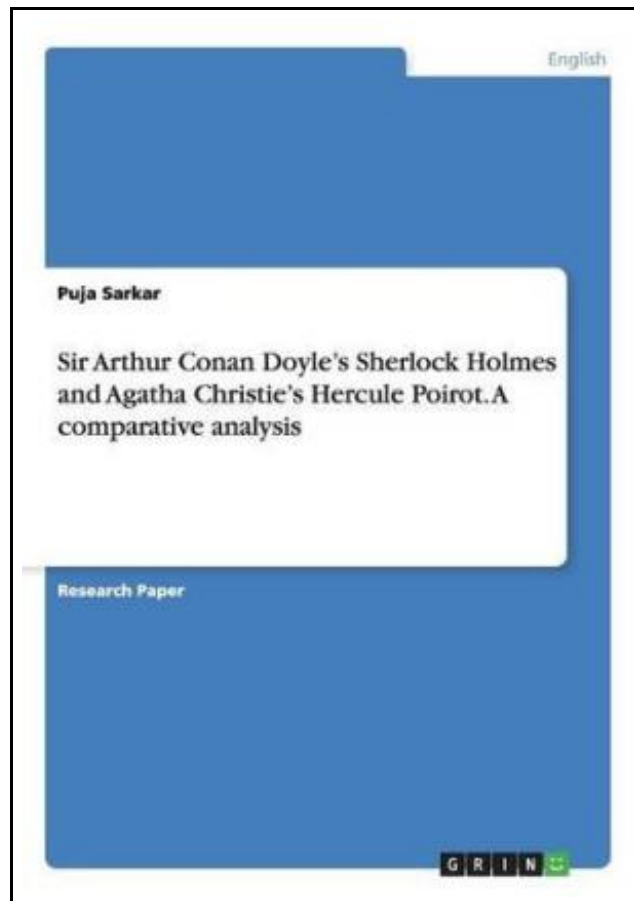 English
Puja Sarkar
Sir Arthur Conan Doyle's Sherlock Holmes
and Agatha Christie's Hercule Poirot. A
comparative analysis
Research Paper
GRIN